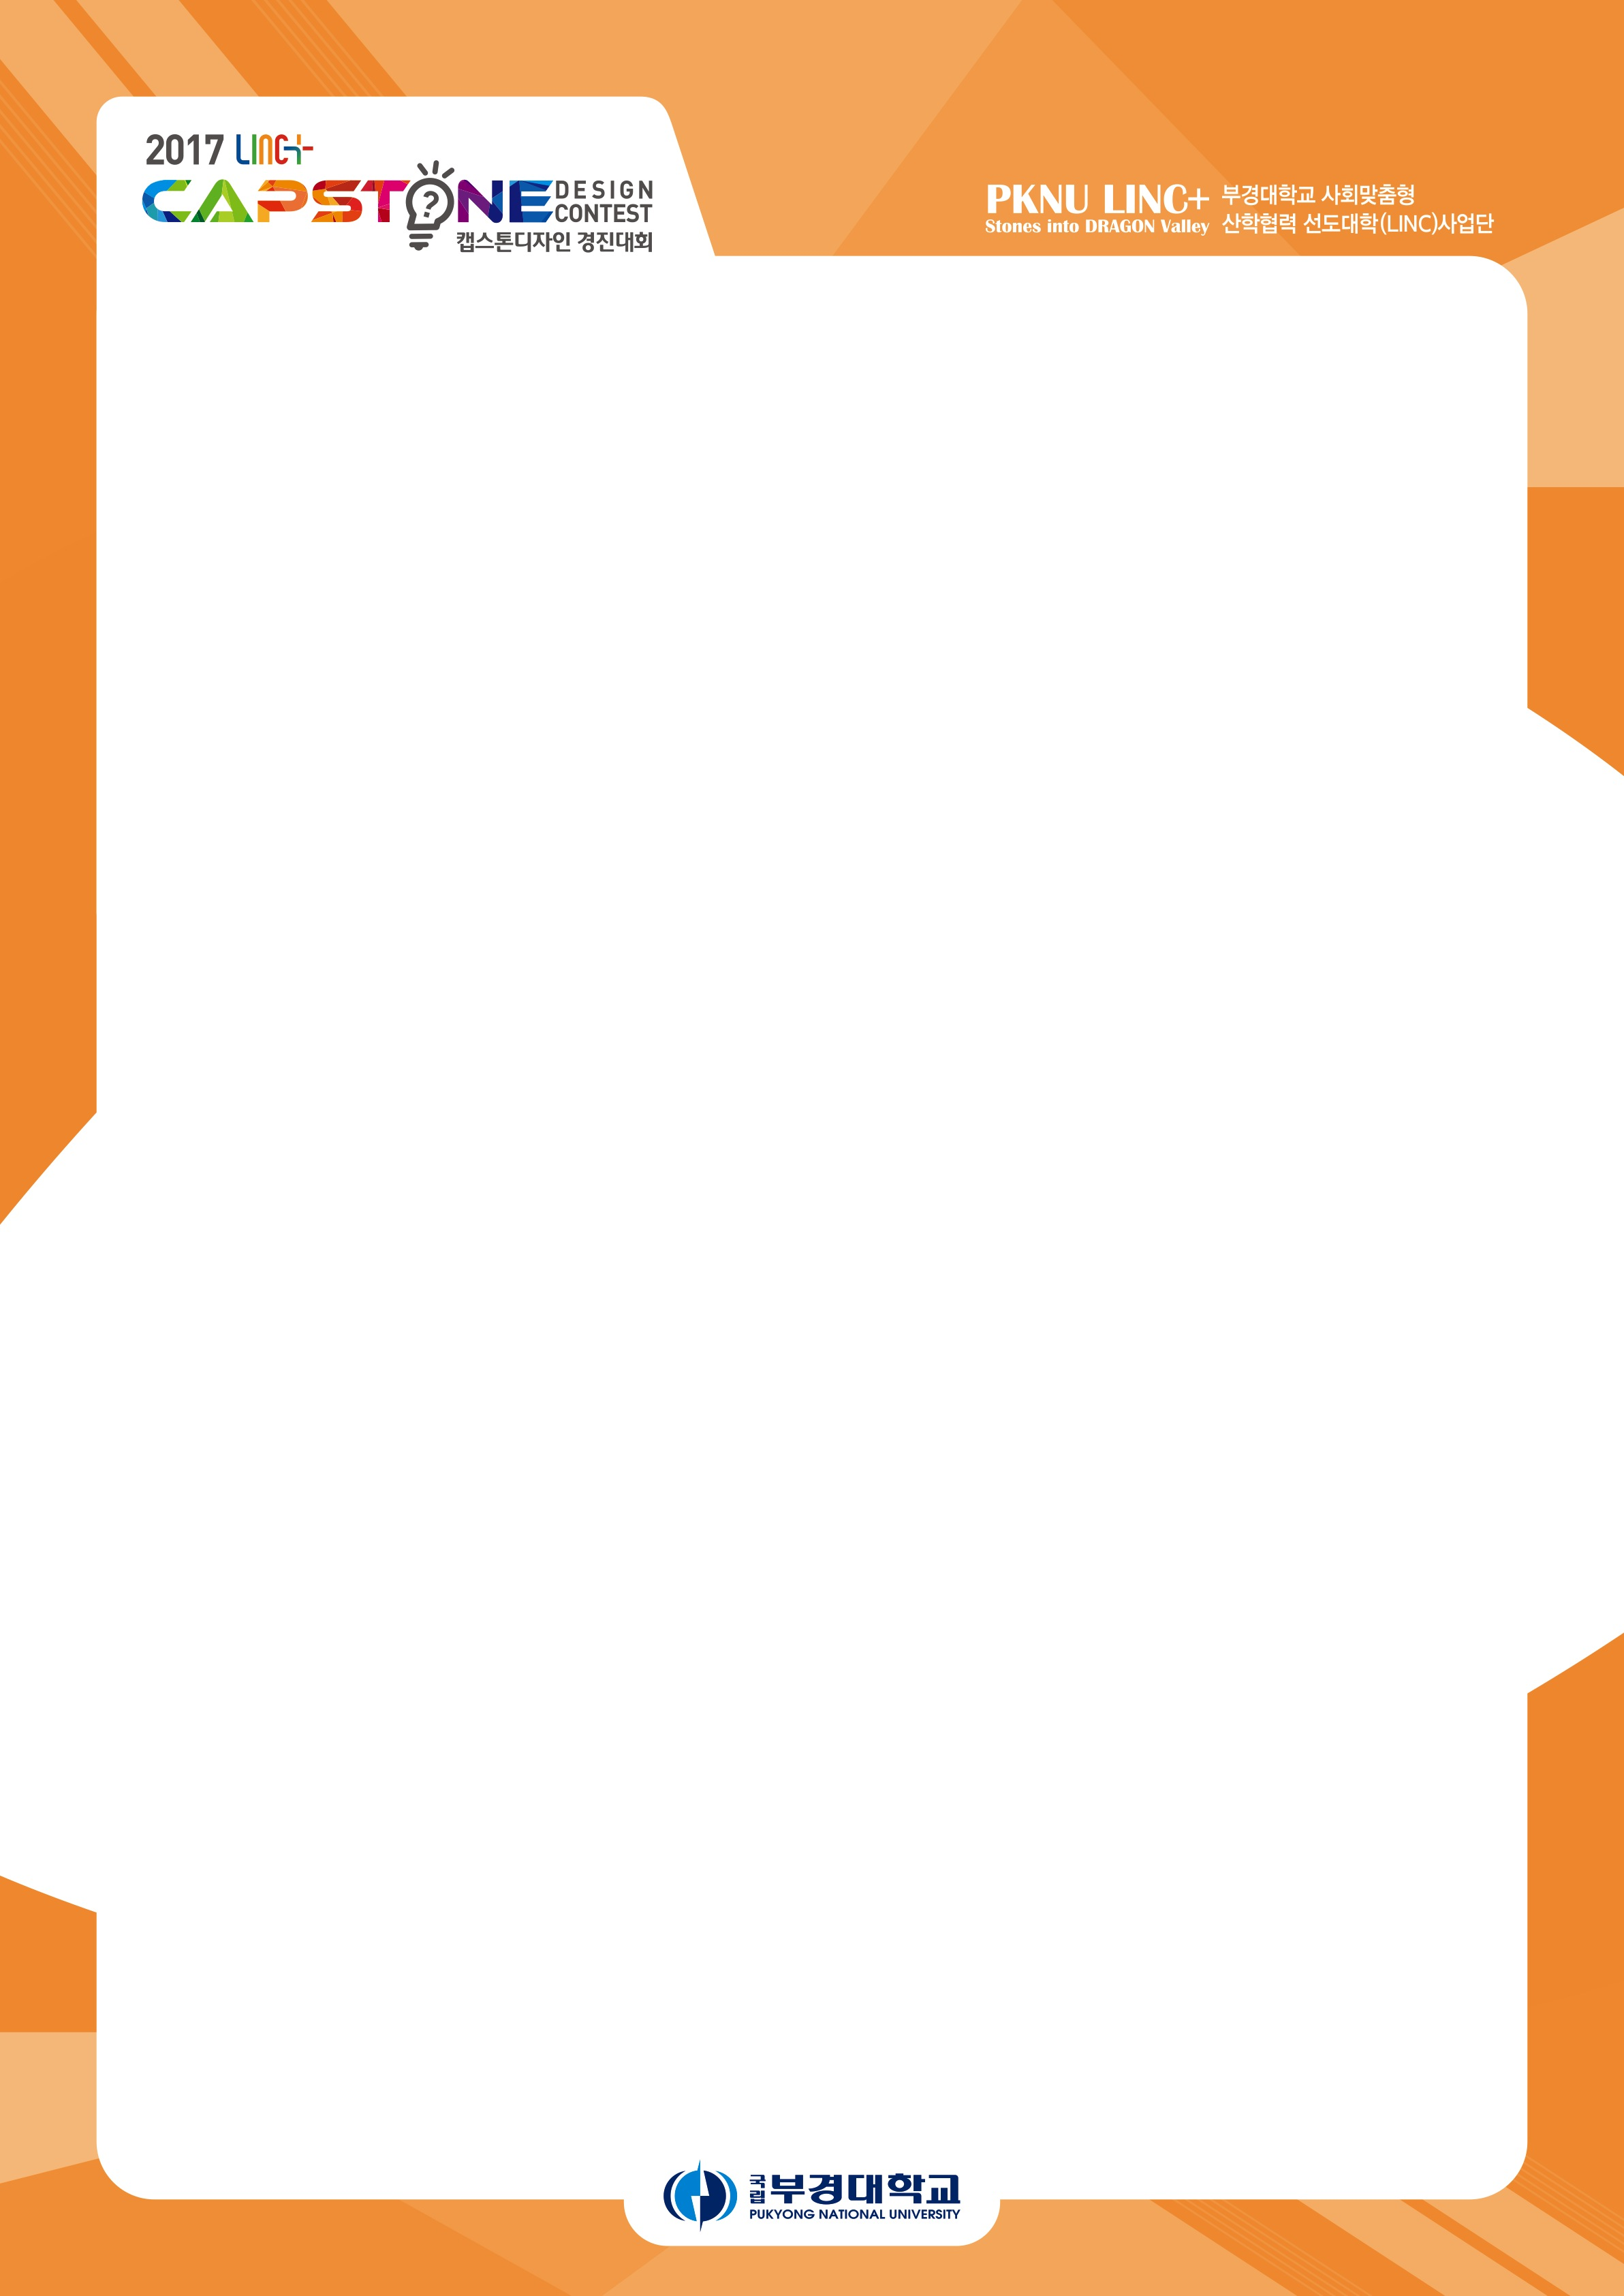 2017 LINC+
CAPSTONE DESIGN CONTEST
캡스톤디자인 경진대회
PKNU LINC+ 부경대학교 사회맞춤형
Stones into DRAGON Valley 산학협력 선도대학(LINC)사업단
국립 부경대학교
PUKYONG NATIONAL UNIVERSITY